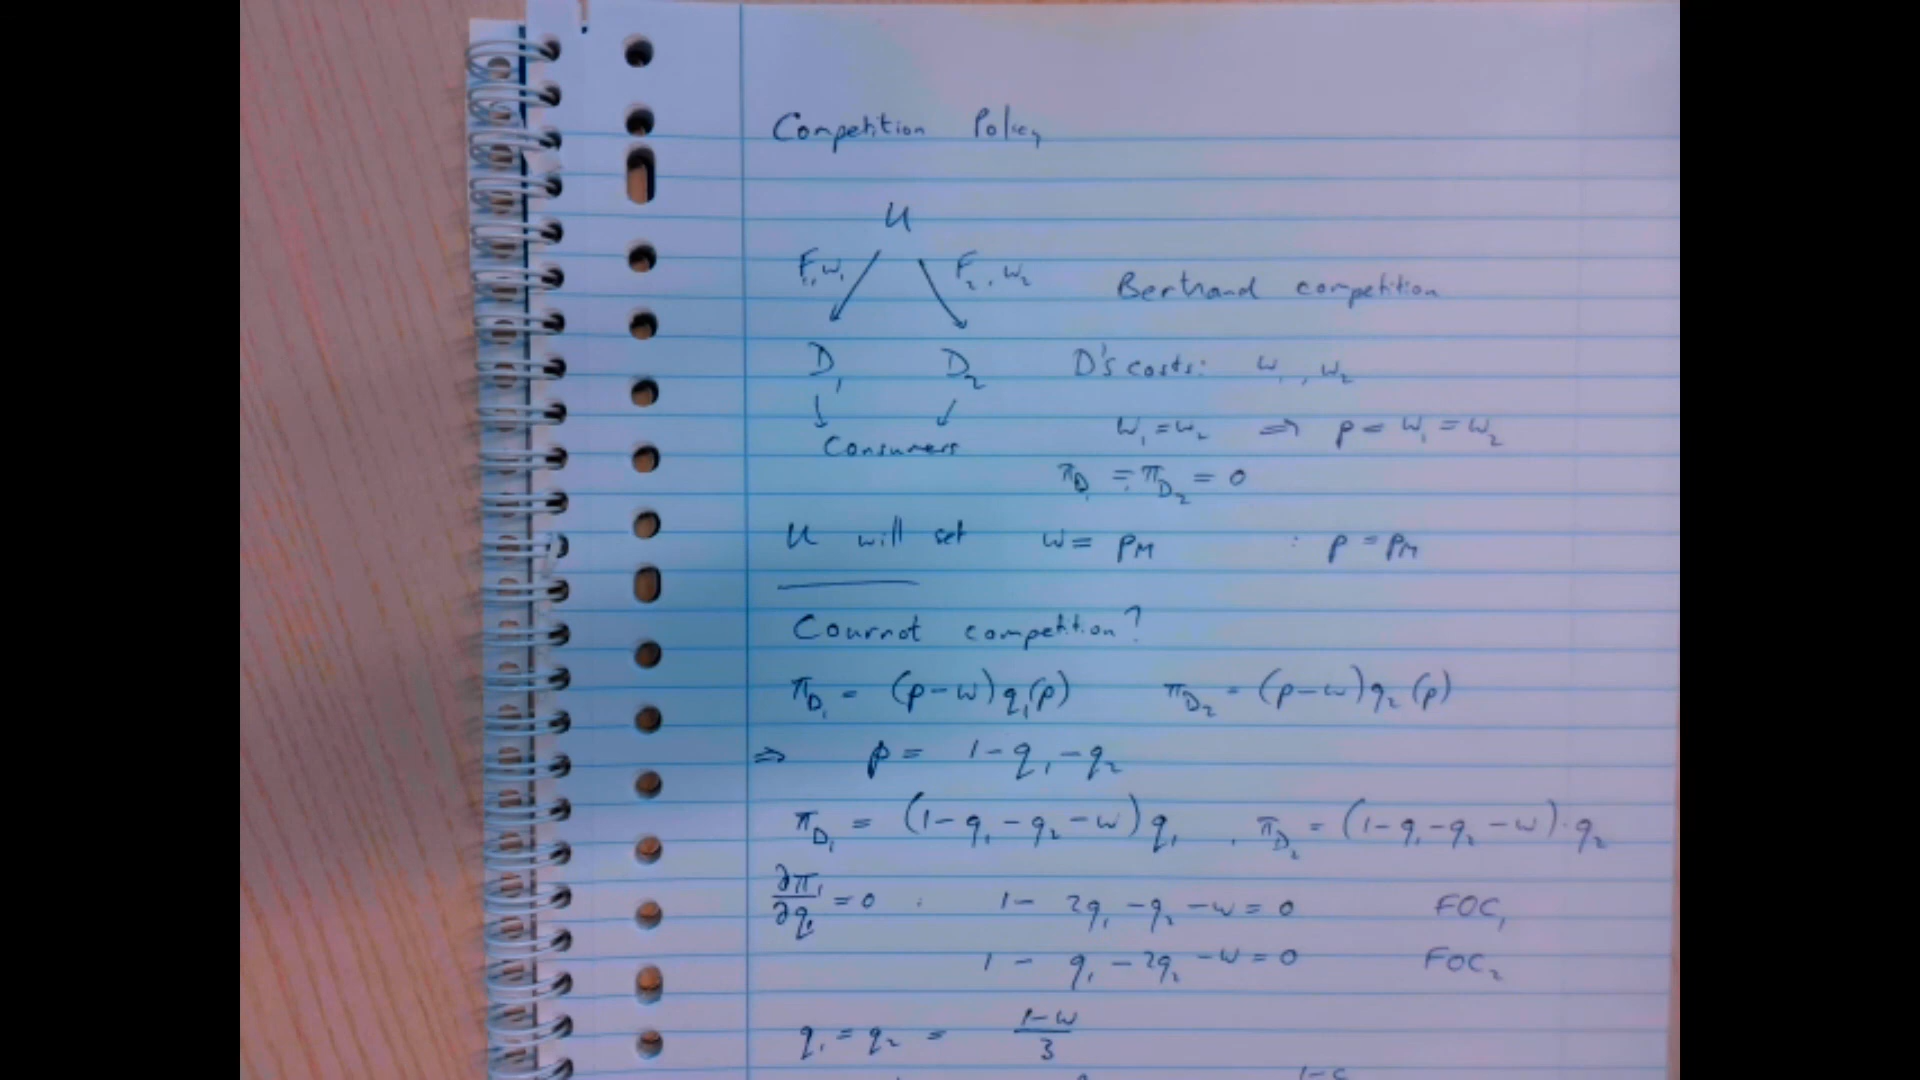 Competition Policy
U
F₁, w₁ F₂, w₂ Bertrand competition
D₁ D₂ D's costs: w₁, w₂
w₁ = w₂ ⇒ p = w₁ = w₂
Consumers
π_D₁ = π_D₂ = 0
U will set w = p_M : p = p_M
Cournot competition?
π_D₁ = (p-w)q₁(p) π_D₂ = (p-w)q₂(p)
⇒ p = 1-q₁-q₂
π_D₁ = (1-q₁-q₂-w)q₁, π_D₂ = (1-q₁-q₂-w)·q₂
∂π₁/∂q₁ = 0 : 1- 2q₁-q₂-w = 0 FOC₁
1- q₁-2q₂-w = 0 FOC₂
q₁ = q₂ = (1-w)/3
1-c